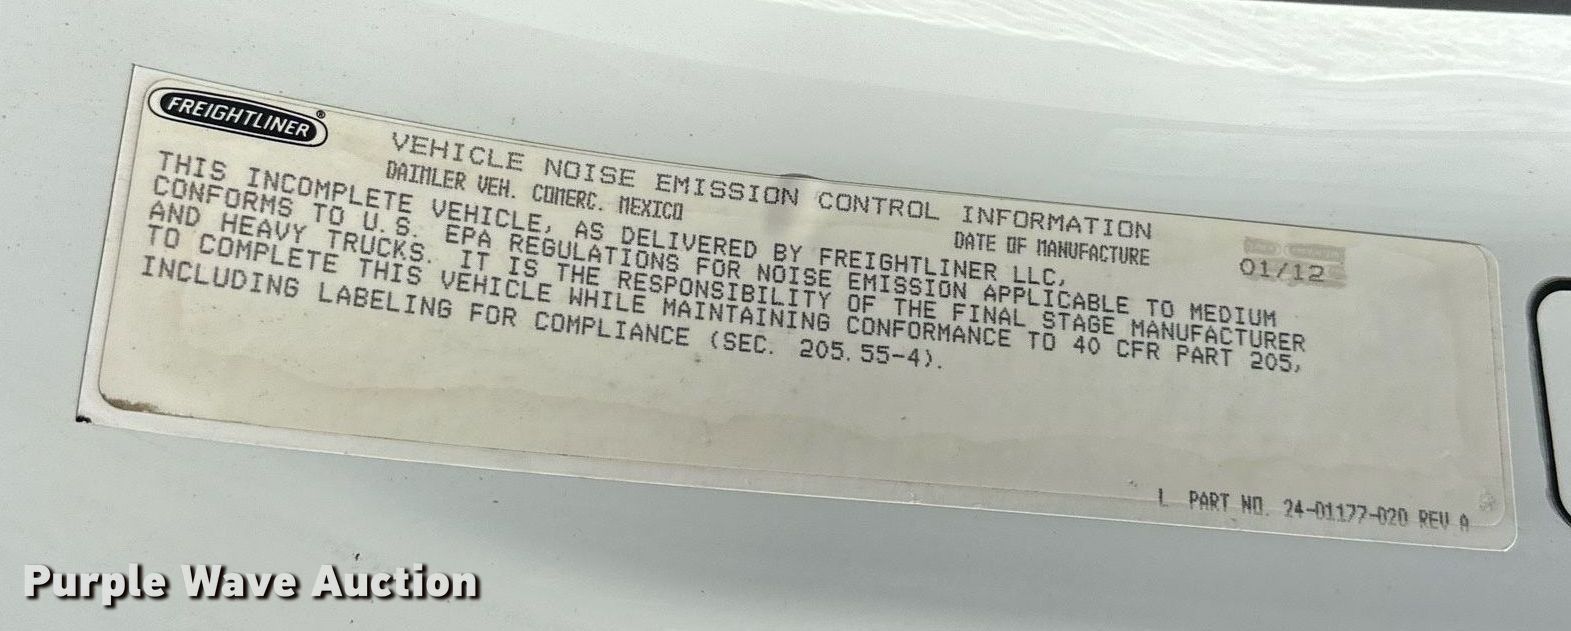 FREIGHTLINER®
VEHICLE NOISE EMISSION CONTROL INFORMATION
DAIMLER VEH. COMERC. MEXICO
DATE OF MANUFACTURE 01/12
THIS INCOMPLETE VEHICLE, AS DELIVERED BY FREIGHTLINER LLC,
CONFORMS TO U.S. EPA REGULATIONS FOR NOISE EMISSION APPLICABLE TO MEDIUM
AND HEAVY TRUCKS. IT IS THE RESPONSIBILITY OF THE FINAL STAGE MANUFACTURER
TO COMPLETE THIS VEHICLE WHILE MAINTAINING CONFORMANCE TO 40 CFR PART 205,
INCLUDING LABELING FOR COMPLIANCE (SEC. 205.55-4).
L PART NO. 24-01177-020 REV A
Purple Wave Auction